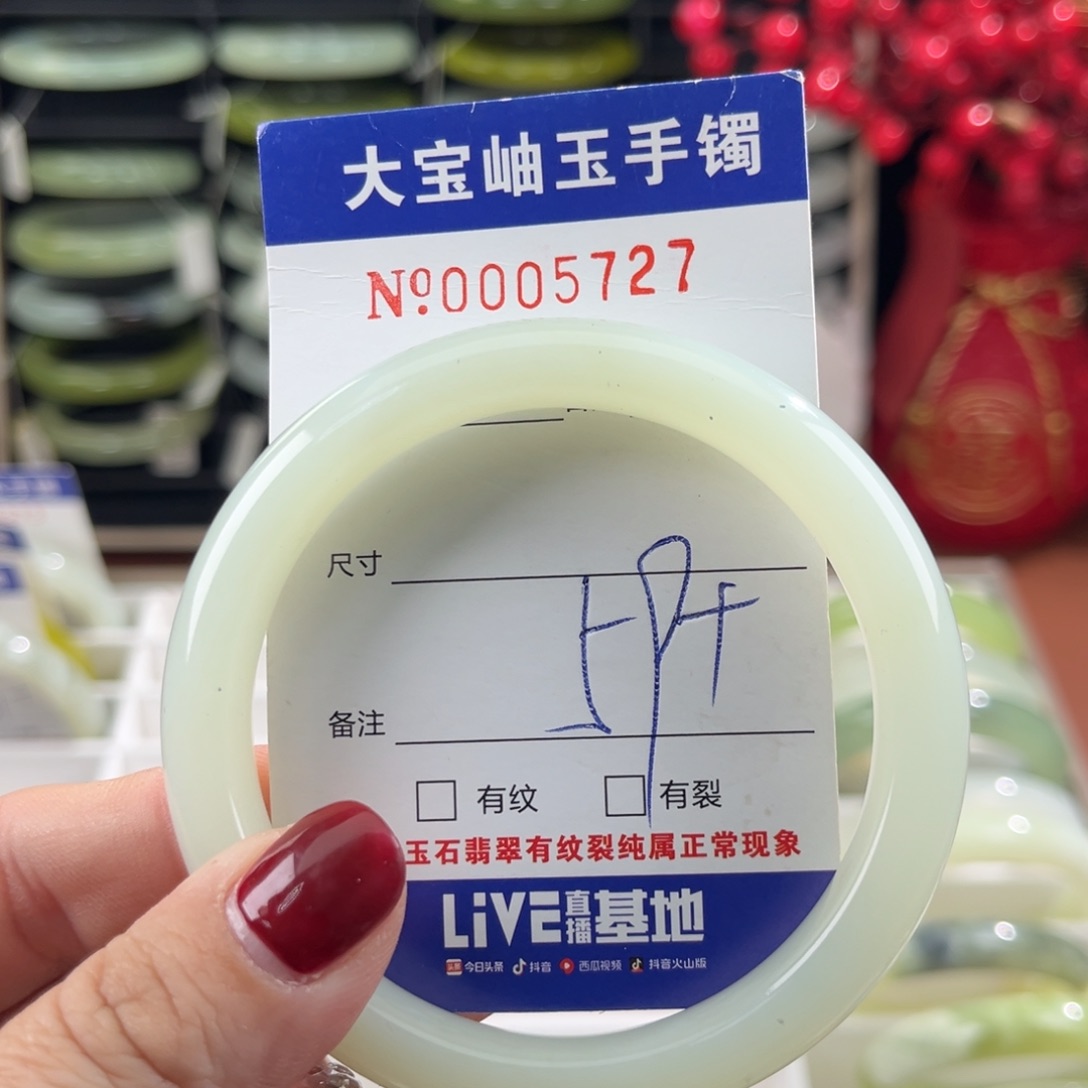 大宝岫玉手镯
Nº0005727
尺寸
备注
有纹
有裂
玉石翡翠有纹裂纯属正常现象
LiVE直播基地
今日头条 抖音 西瓜视频 抖音火山版